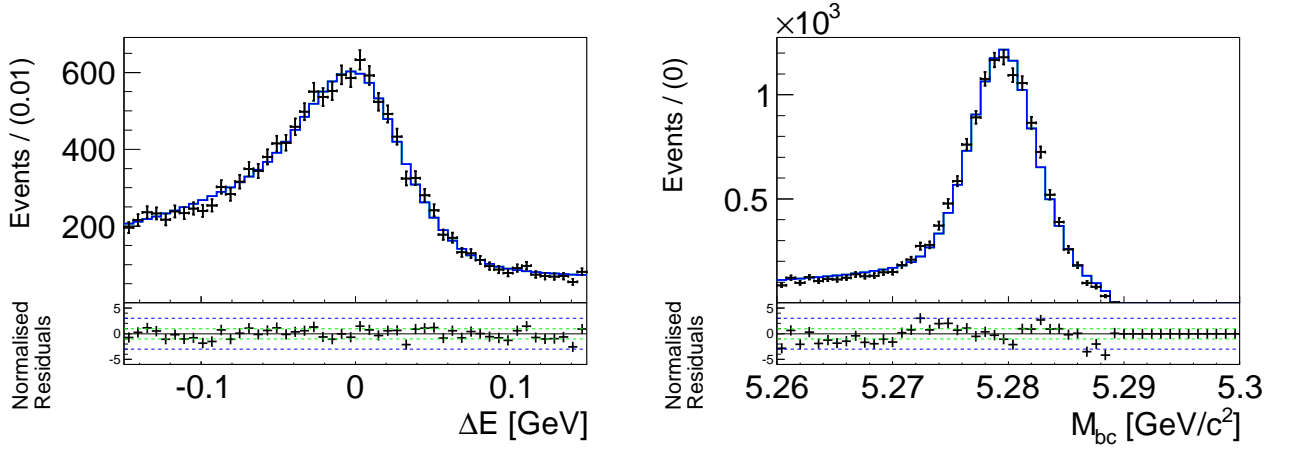 Events / (0.01)
600
400
200
Normalised
Residuals
5
0
-5
-0.1 0 0.1
ΔE [GeV]
×10³
Events / (0)
1
0.5
Normalised
Residuals
5
0
-5
5.26 5.27 5.28 5.29 5.3
M_bc [GeV/c²]